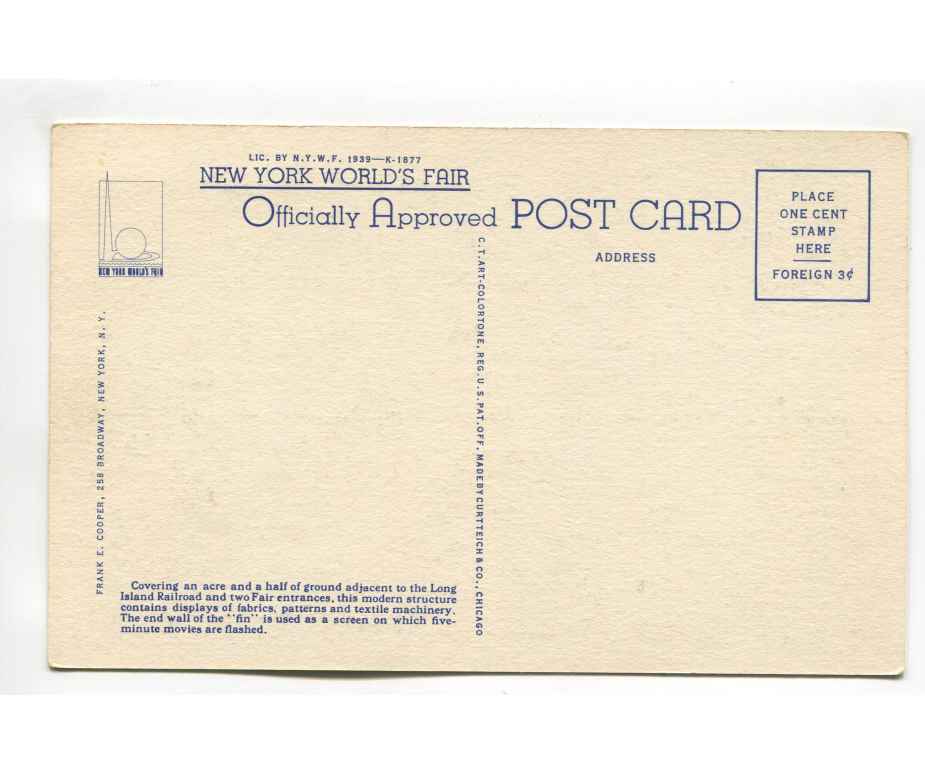 LIC. BY N.Y.W.F. 1939—K-1877
NEW YORK WORLD'S FAIR
Officially Approved POST CARD
PLACE
ONE CENT
STAMP
HERE
FOREIGN 3¢
ADDRESS
NEW YORK WORLD'S FAIR
FRANK E. COOPER, 258 BROADWAY, NEW YORK, N. Y.
C.T. ART-COLORTONE, REG. U.S. PAT. OFF. MADE BY CURT TEICH & CO., CHICAGO
Covering an acre and a half of ground adjacent to the Long
Island Railroad and two Fair entrances, this modern structure
contains displays of fabrics, patterns and textile machinery.
The end wall of the "fin" is used as a screen on which five-
minute movies are flashed.